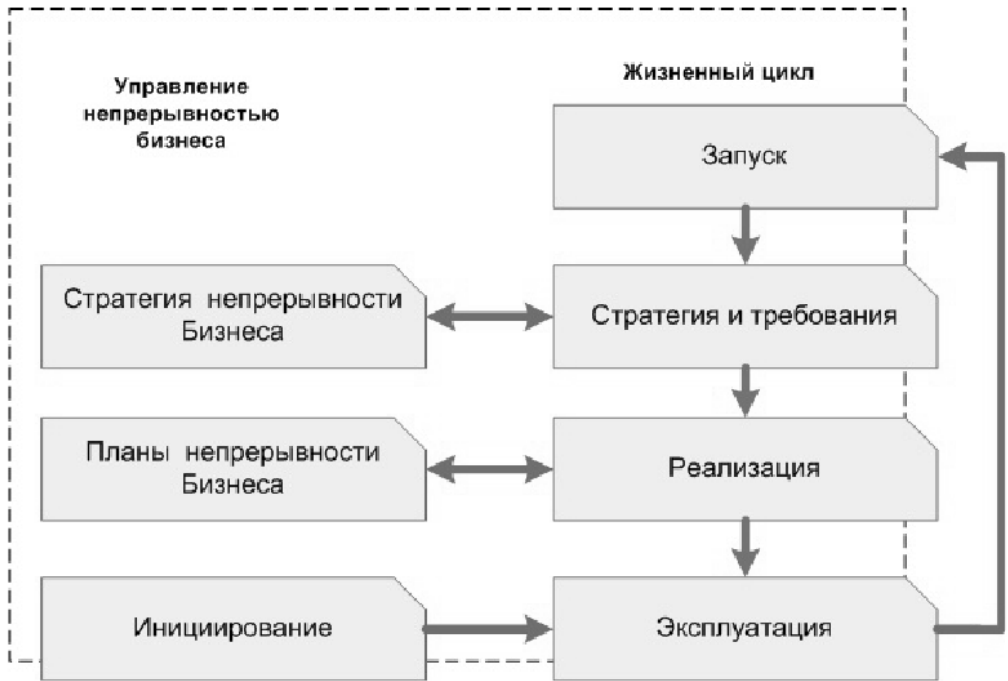 Управление
непрерывностью
бизнеса
Жизненный цикл
Запуск
Стратегия непрерывности
Бизнеса
Стратегия и требования
Планы непрерывности
Бизнеса
Реализация
Инициирование
Эксплуатация